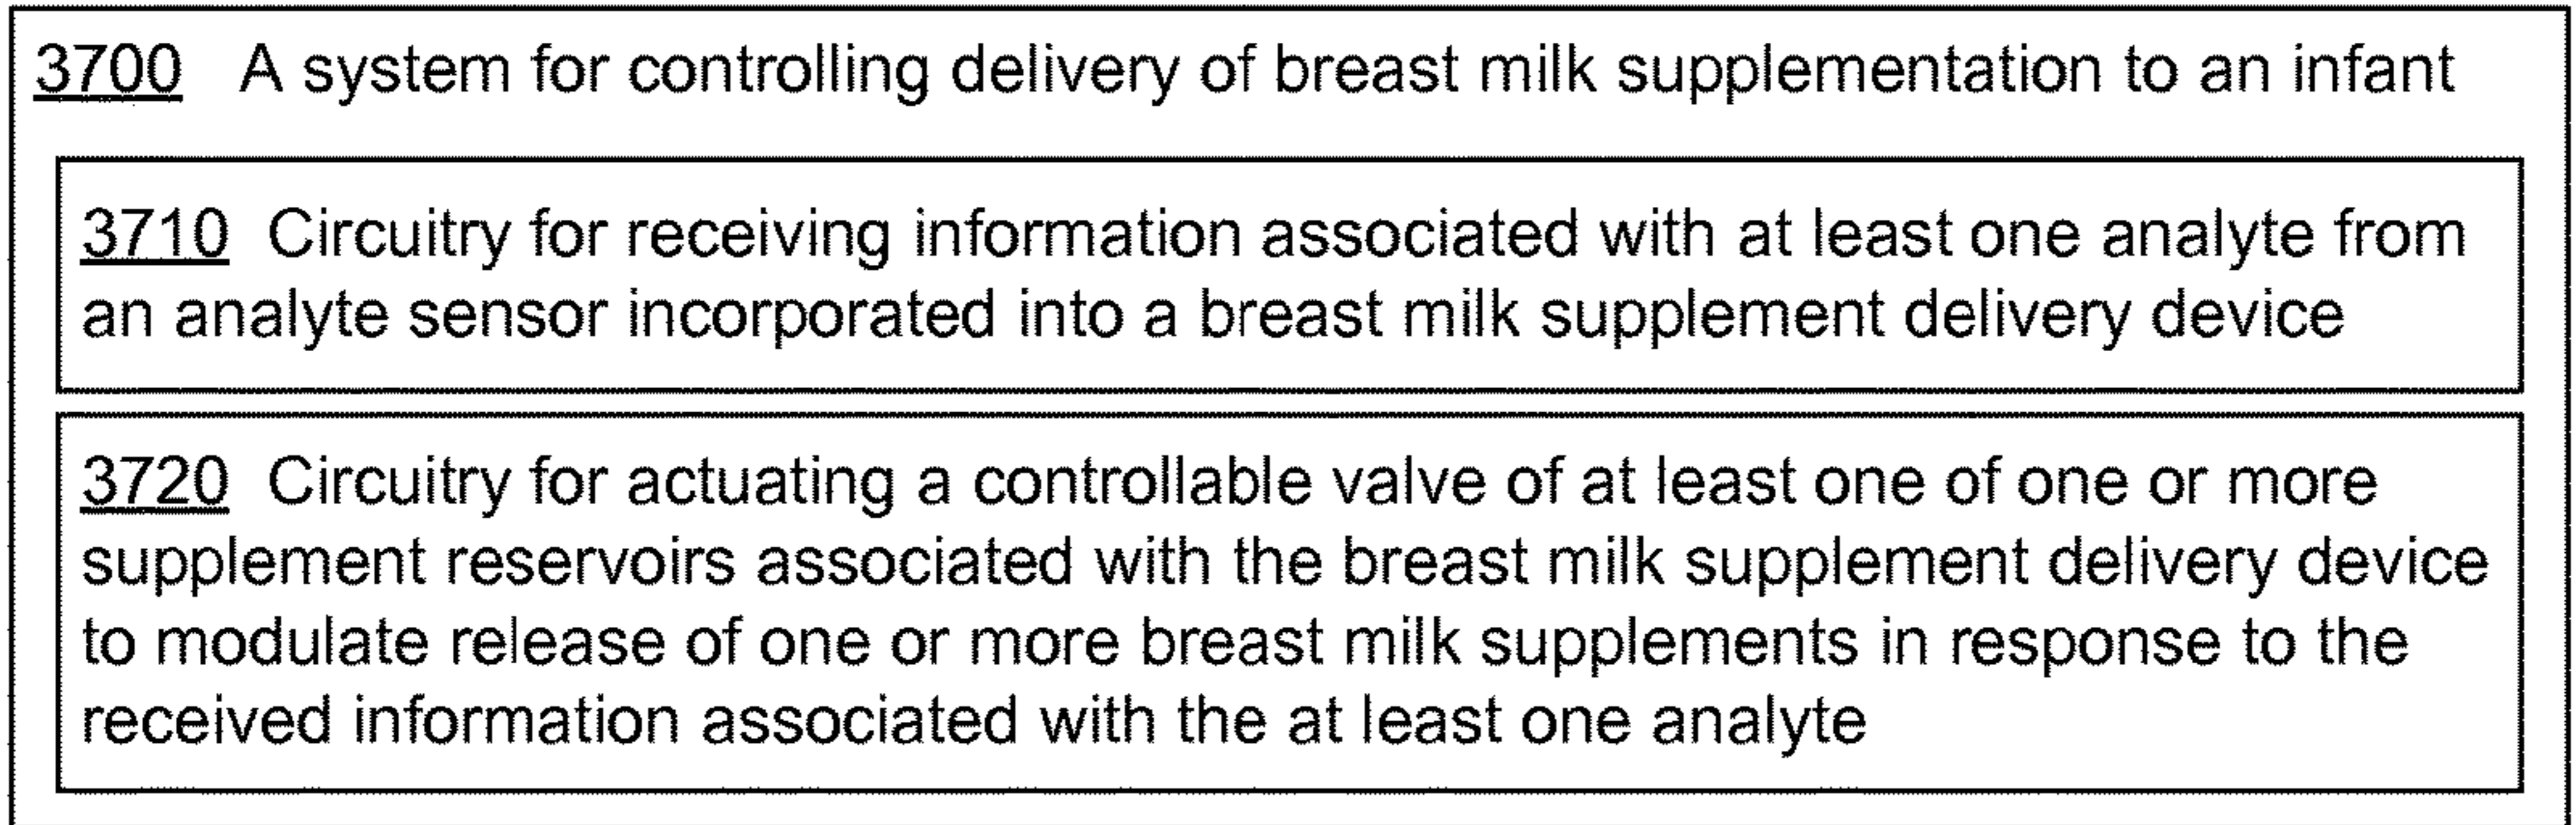 3700 A system for controlling delivery of breast milk supplementation to an infant
3710 Circuitry for receiving information associated with at least one analyte from
an analyte sensor incorporated into a breast milk supplement delivery device
3720 Circuitry for actuating a controllable valve of at least one of one or more
supplement reservoirs associated with the breast milk supplement delivery device
to modulate release of one or more breast milk supplements in response to the
received information associated with the at least one analyte